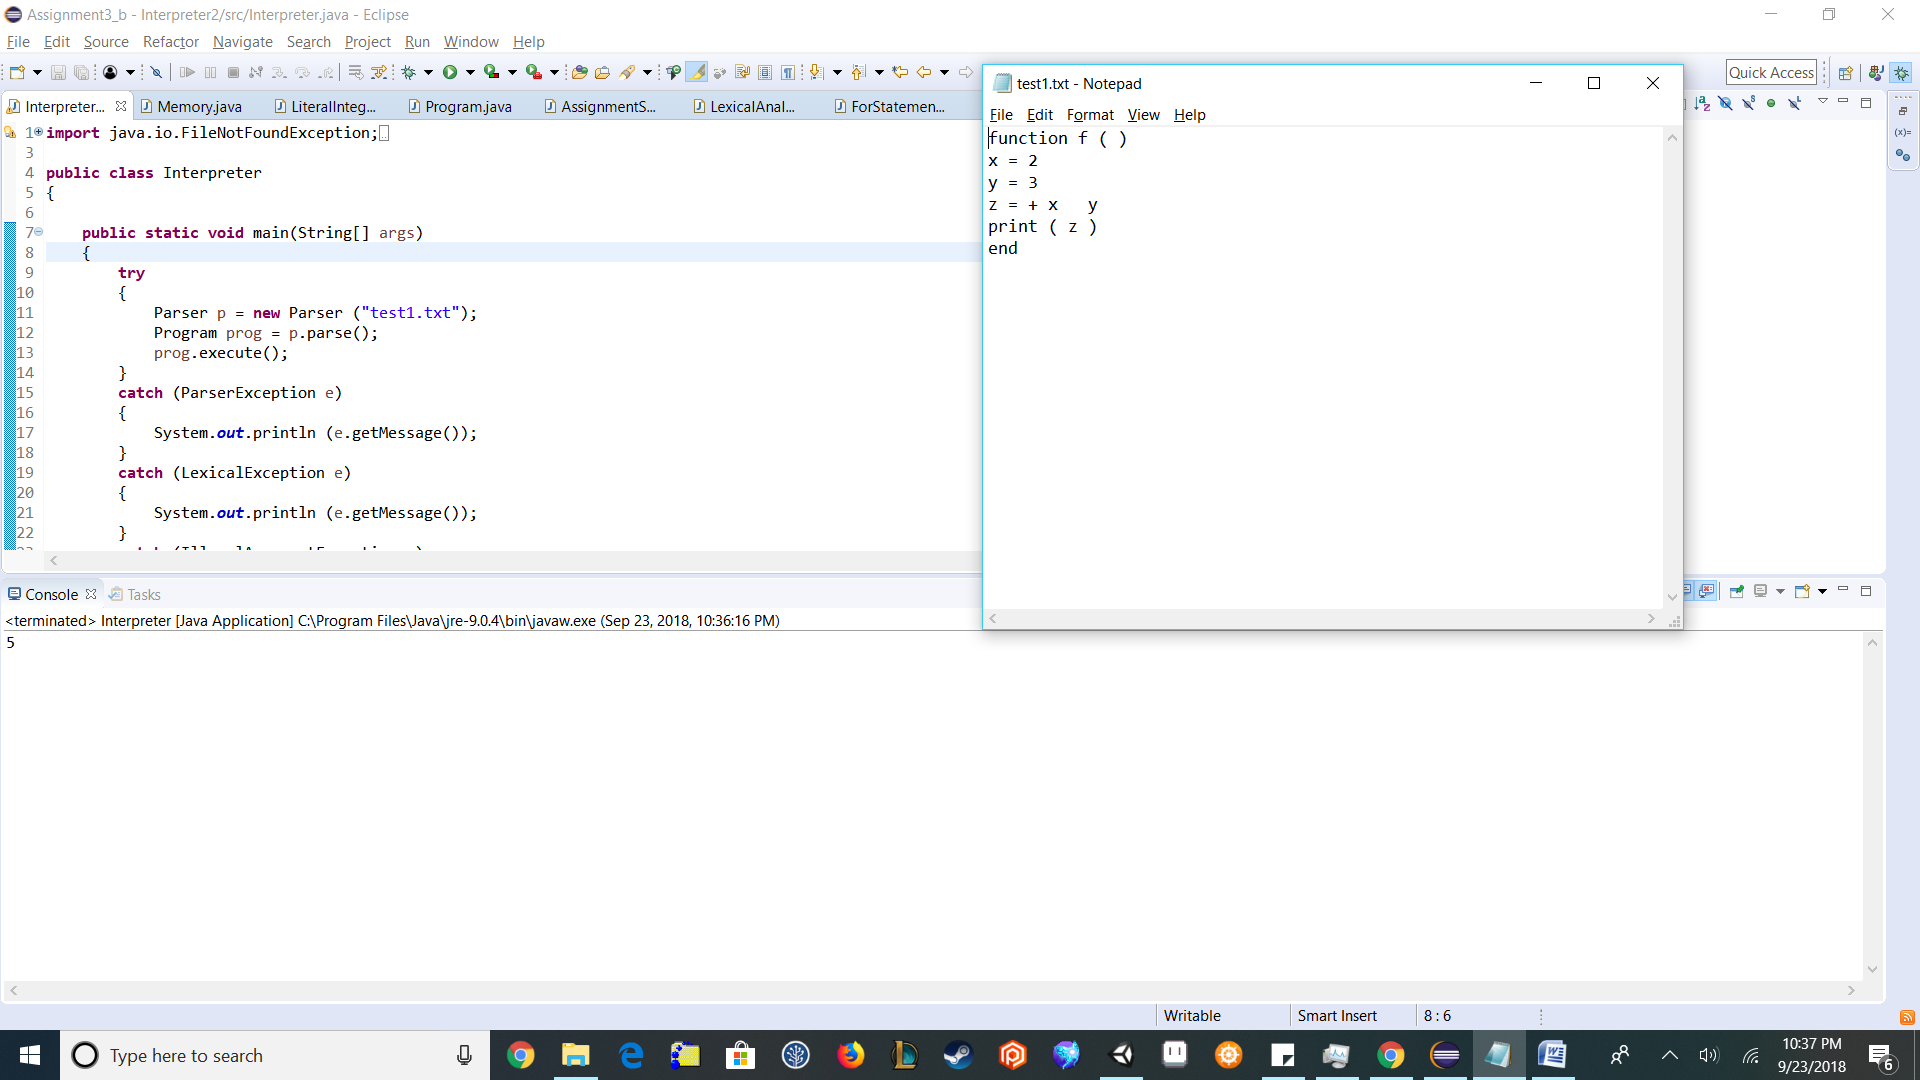 Assignment3_b - Interpreter2/src/Interpreter.java - Eclipse
File Edit Source Refactor Navigate Search Project Run Window Help
Quick Access
Interpreter... Memory.java LiteralInteg... Program.java AssignmentS... LexicalAnal... ForStatemen...
1 import java.io.FileNotFoundException;
3
4 public class Interpreter
5 {
6
7 public static void main(String[] args)
8 {
9 try
10 {
11 Parser p = new Parser ("test1.txt");
12 Program prog = p.parse();
13 prog.execute();
14 }
15 catch (ParserException e)
16 {
17 System.out.println (e.getMessage());
18 }
19 catch (LexicalException e)
20 {
21 System.out.println (e.getMessage());
22 }
test1.txt - Notepad
File Edit Format View Help
function f ( )
x = 2
y = 3
z = + x   y
print ( z )
end
(x)=
Console Tasks
<terminated> Interpreter [Java Application] C:\Program Files\Java\jre-9.0.4\bin\javaw.exe (Sep 23, 2018, 10:36:16 PM)
5
Writable Smart Insert 8 : 6
Type here to search
10:37 PM
9/23/2018
6